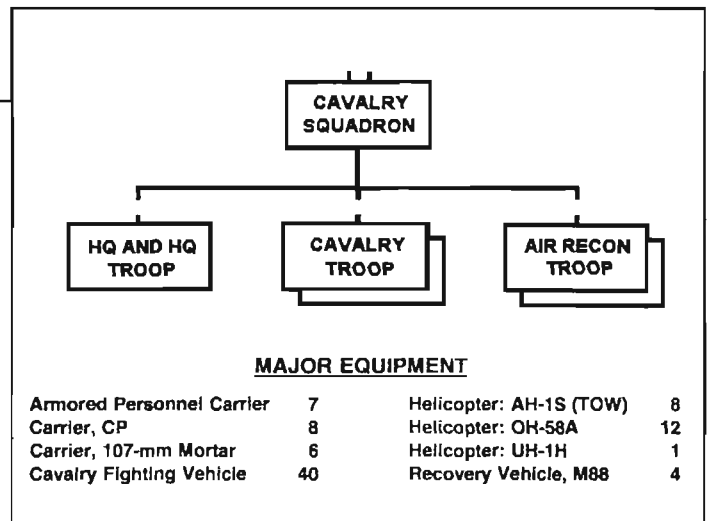 CAVALRY
SQUADRON
HQ AND HQ
TROOP
CAVALRY
TROOP
AIR RECON
TROOP
MAJOR EQUIPMENT
Armored Personnel Carrier 7 Helicopter: AH-1S (TOW) 8
Carrier, CP 8 Helicopter: OH-58A 12
Carrier, 107-mm Mortar 6 Helicopter: UH-1H 1
Cavalry Fighting Vehicle 40 Recovery Vehicle, M88 4